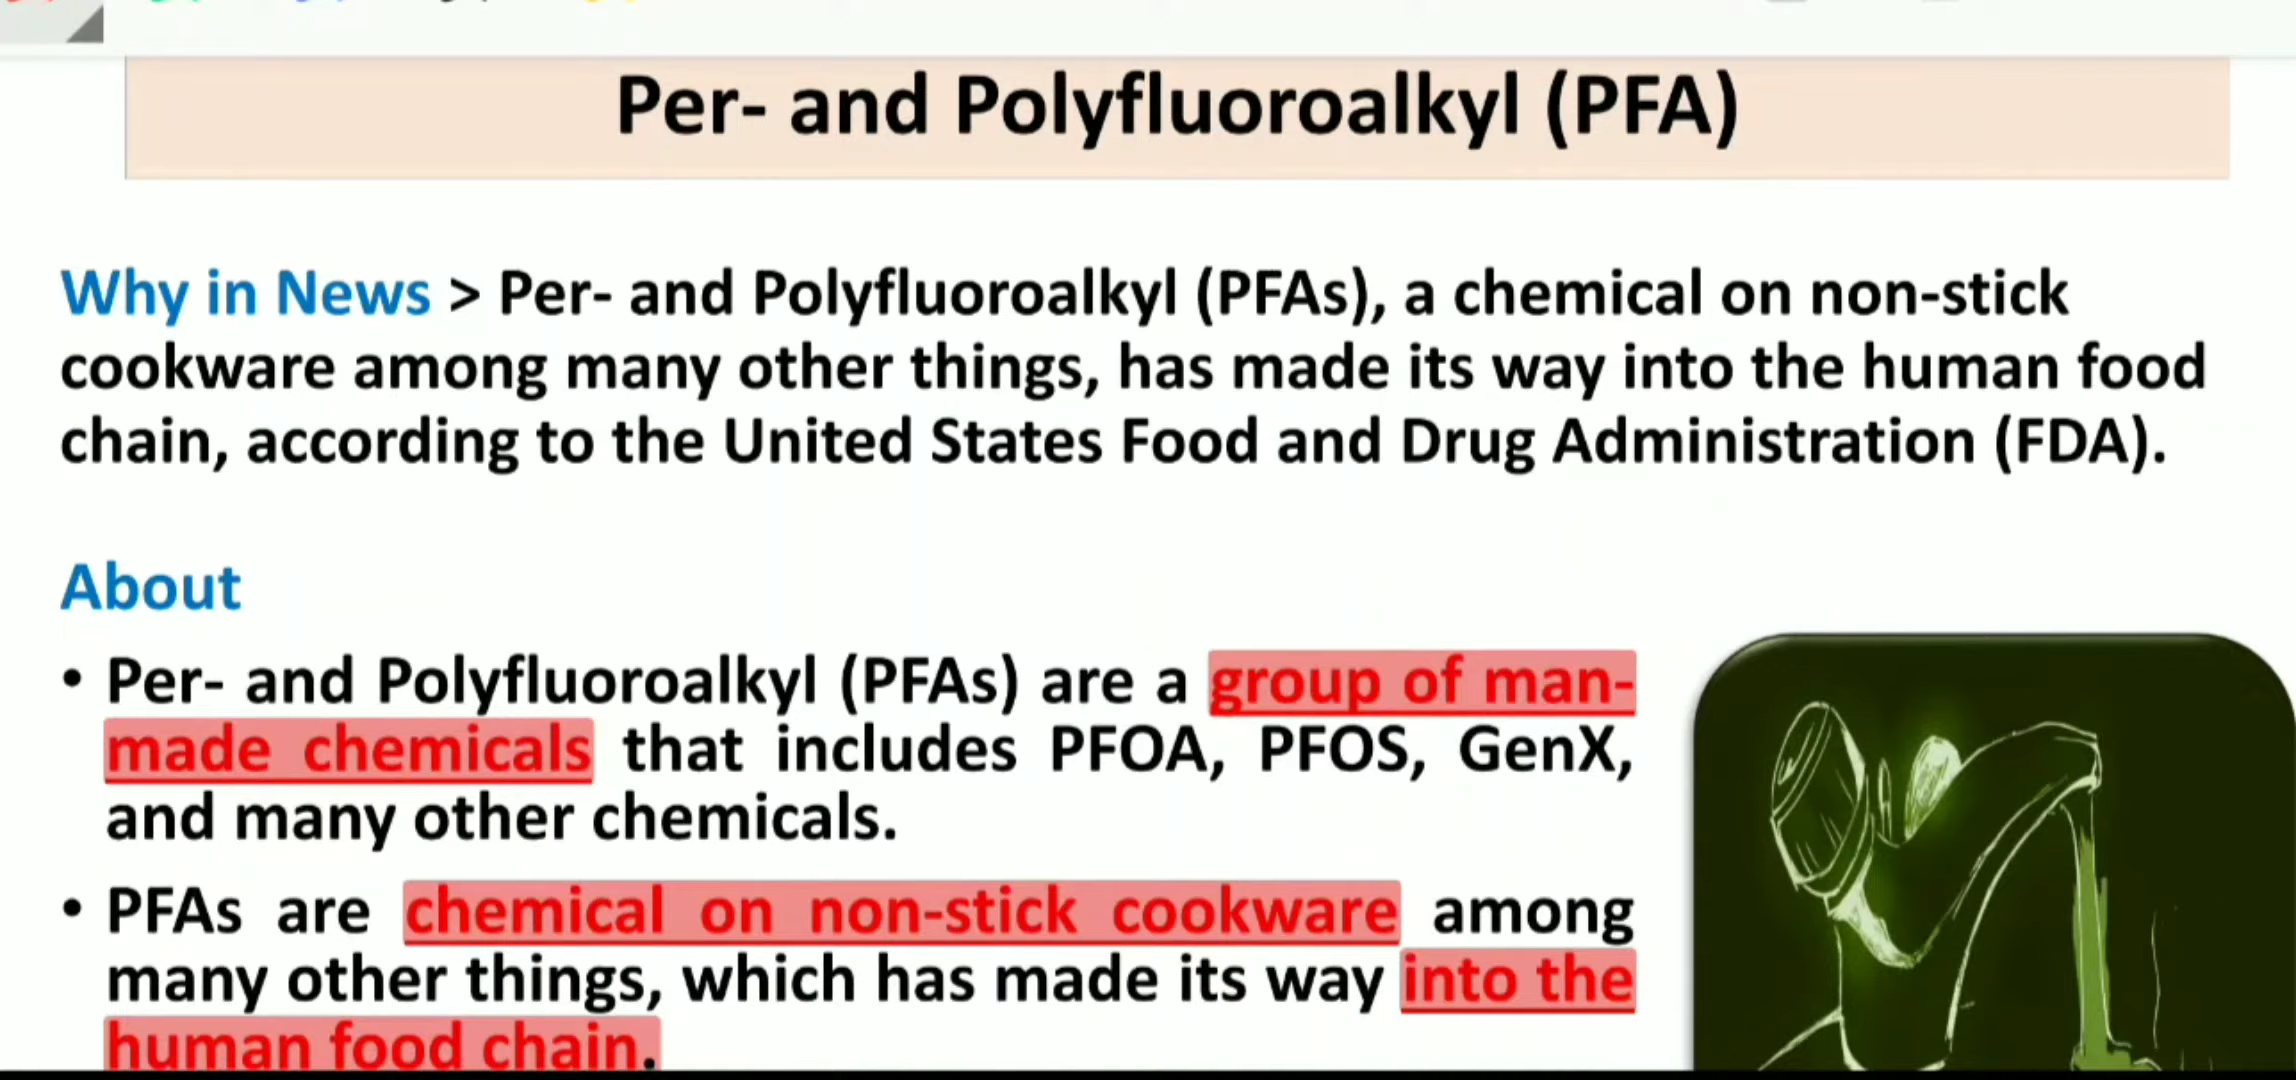 Per- and Polyfluoroalkyl (PFA)
Why in News > Per- and Polyfluoroalkyl (PFAs), a chemical on non-stick
cookware among many other things, has made its way into the human food
chain, according to the United States Food and Drug Administration (FDA).
About
• Per- and Polyfluoroalkyl (PFAs) are a group of man-
made chemicals that includes PFOA, PFOS, GenX,
and many other chemicals.
• PFAs are chemical on non-stick cookware among
many other things, which has made its way into the
human food chain.